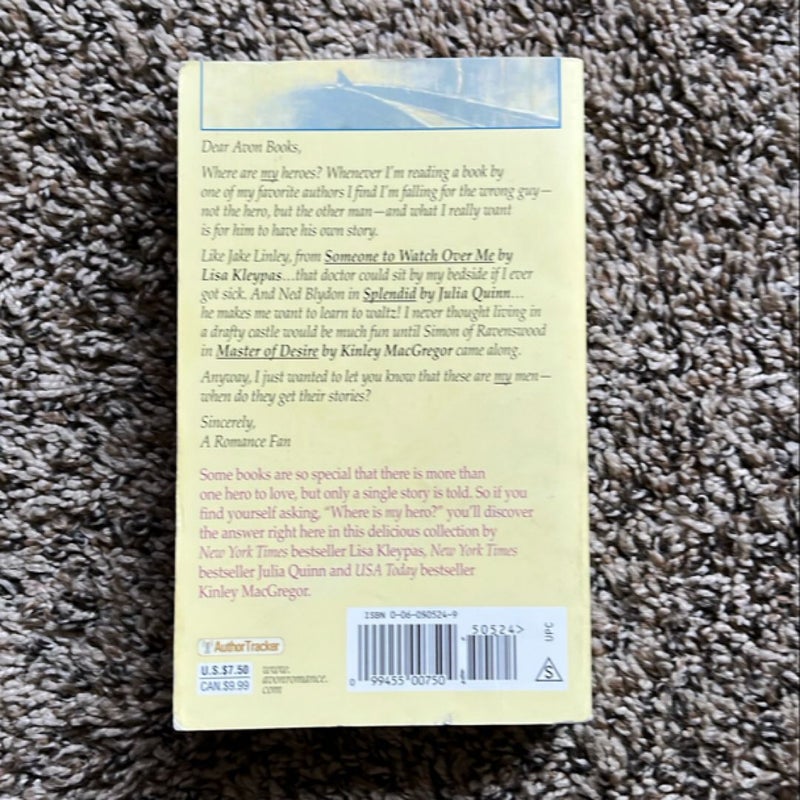 Dear Avon Books,
Where are my heroes? Whenever I'm reading a book by
one of my favorite authors I find I'm falling for the wrong guy—
not the hero, but the other man—and what I really want
is for him to have his own story.
Like Jake Linley, from Someone to Watch Over Me by
Lisa Kleypas...that doctor could sit by my bedside if I ever
got sick. And Ned Blydon in Splendid by Julia Quinn...
he makes me want to learn to waltz! I never thought living in
a drafty castle would be much fun until Simon of Ravenswood
in Master of Desire by Kinley MacGregor came along.
Anyway, I just wanted to let you know that these are my men—
when do they get their stories?
Sincerely,
A Romance Fan
Some books are so special that there is more than
one hero to love, but only a single story is told. So if you
find yourself asking, "Where is my hero?" you'll discover
the answer right here in this delicious collection by
New York Times bestseller Lisa Kleypas, New York Times
bestseller Julia Quinn and USA Today bestseller
Kinley MacGregor.
AuthorTracker
U.S.$7.50
CAN.$9.99
www.
avonromance.
com
ISBN 0-06-050524-9
50524>
UPC
S
0 99455 00750